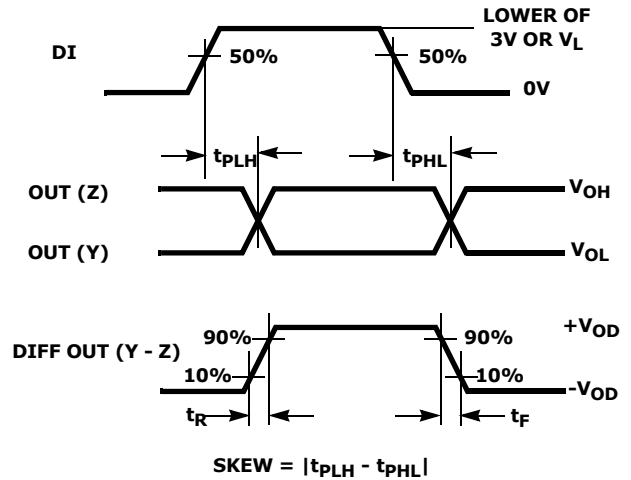 LOWER OF
3V OR VL
DI
50%
50%
0V
tPLH
tPHL
OUT (Z)
VOH
OUT (Y)
VOL
+VOD
90%
90%
DIFF OUT (Y - Z)
10%
10%
-VOD
tR
tF
SKEW = |tPLH - tPHL|